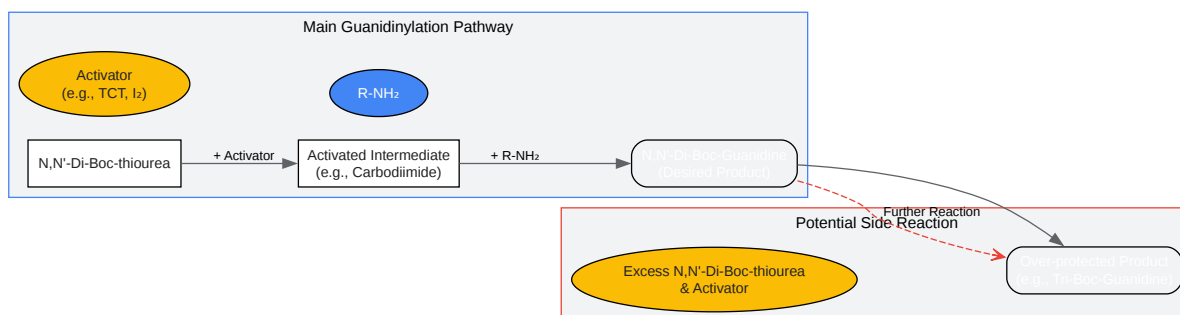 Main Guanidinylation Pathway
Activator
(e.g., TCT, I₂)
R-NH₂
N,N'-Di-Boc-thiourea
+ Activator
Activated Intermediate
(e.g., Carbodiimide)
+ R-NH₂
N,N'-Di-Boc-Guanidine
(Desired Product)
Further Reaction
Potential Side Reaction
Excess N,N'-Di-Boc-thiourea
& Activator
Over-protected Product
(e.g., Tri-Boc-Guanidine)